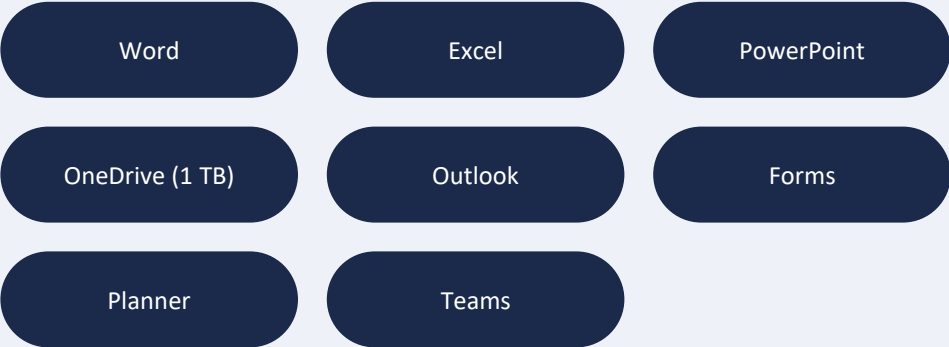 Word
Excel
PowerPoint
OneDrive (1 TB)
Outlook
Forms
Planner
Teams